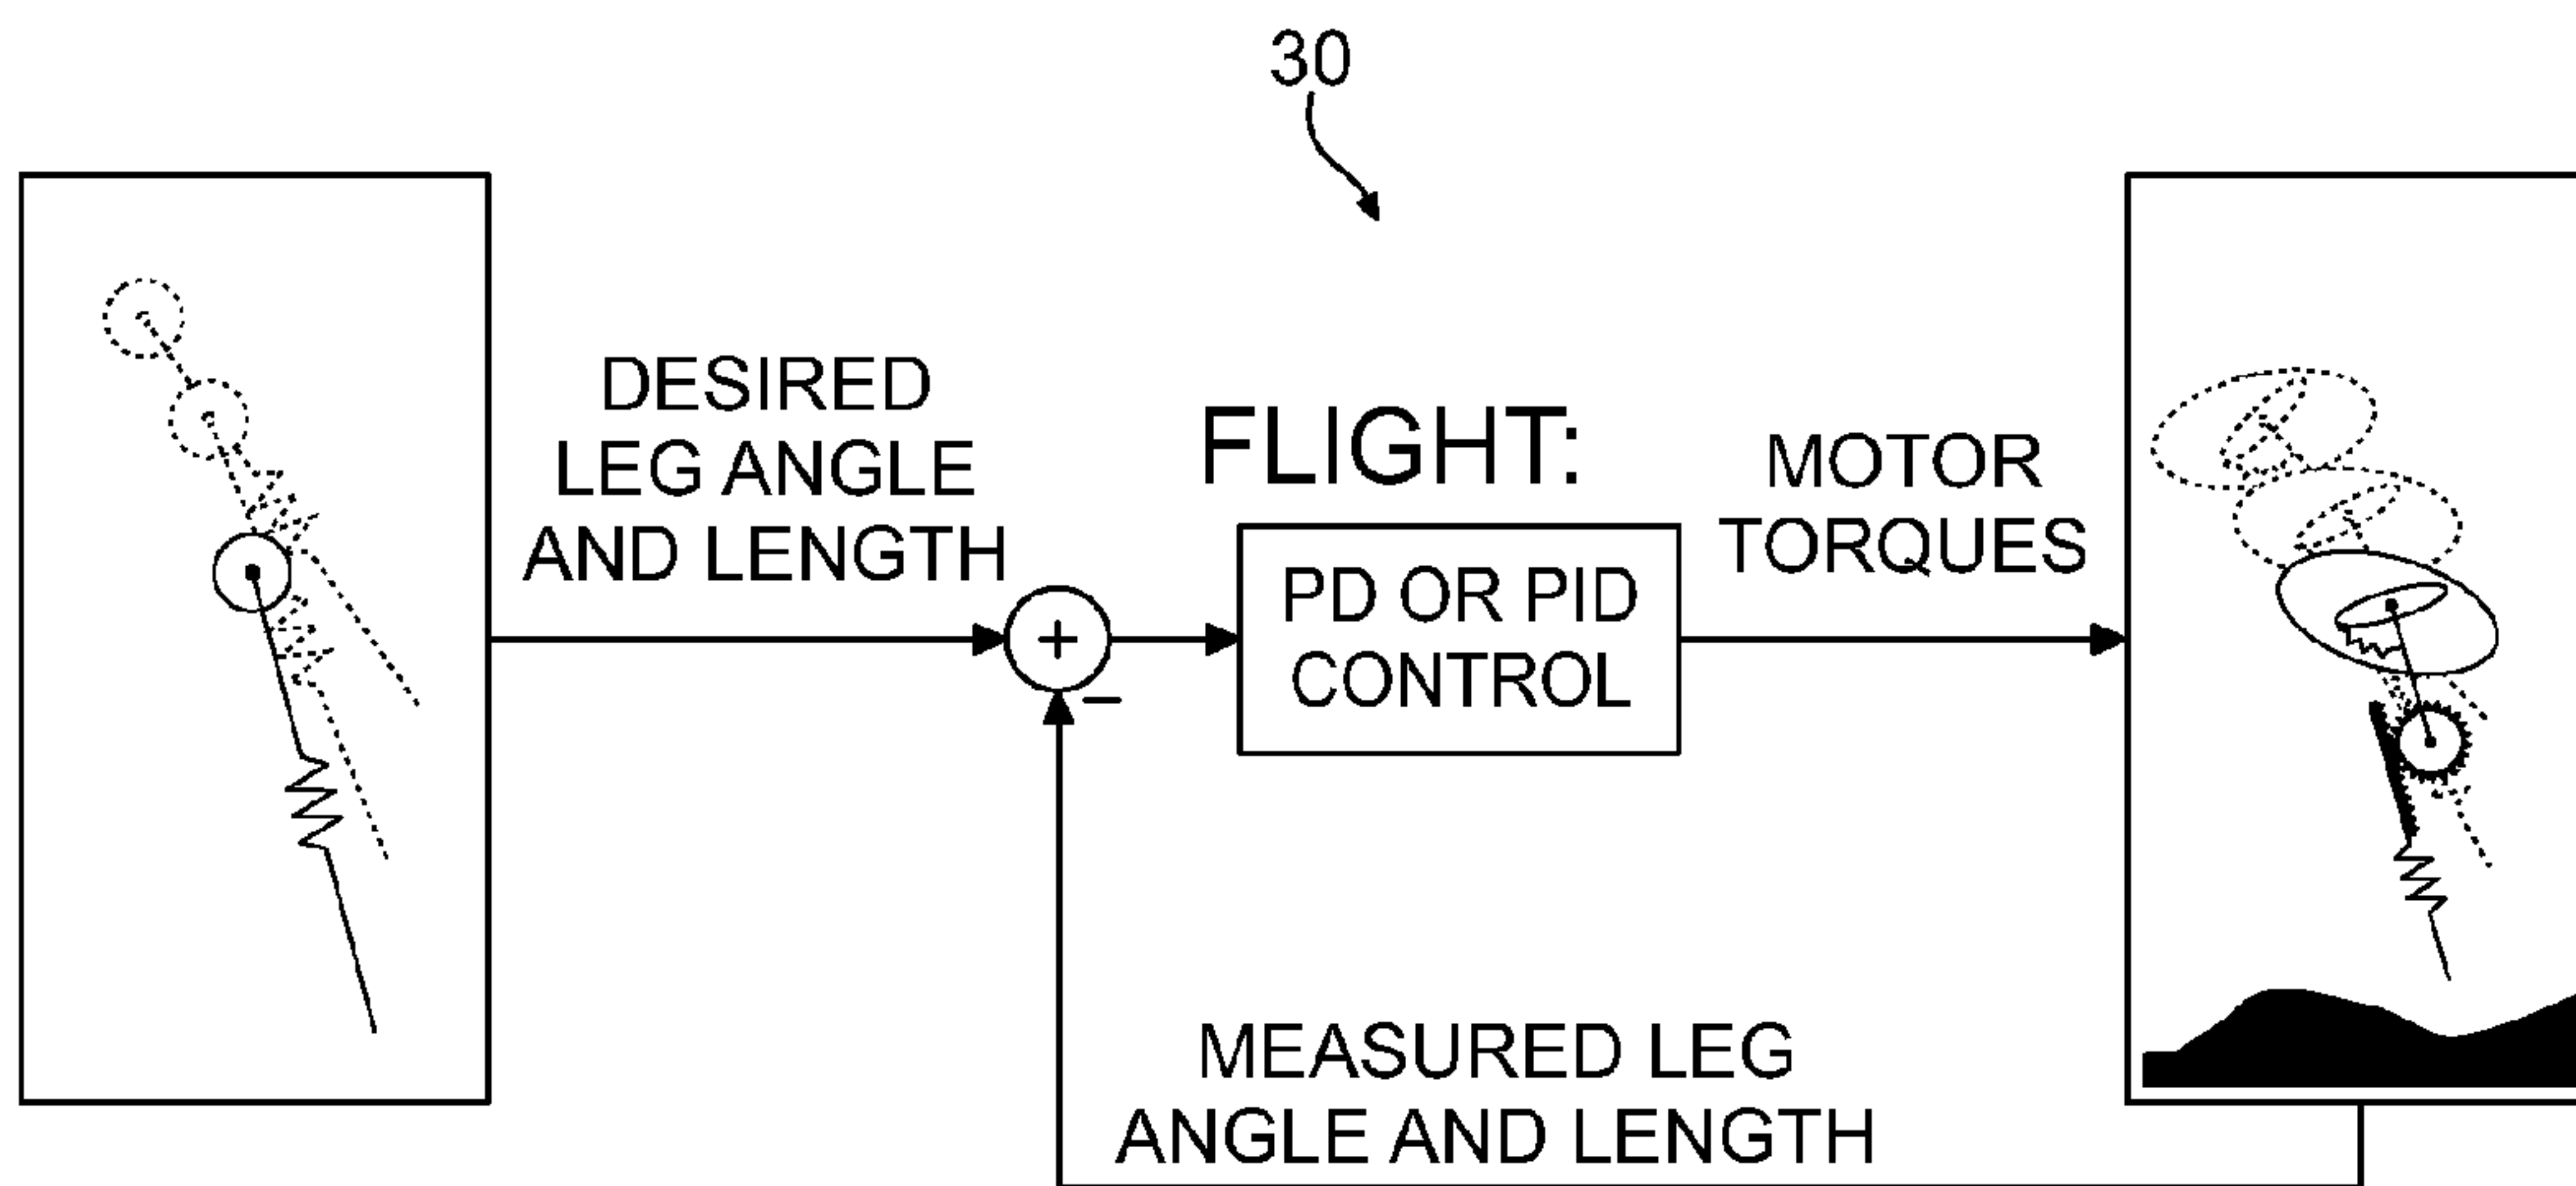 30
DESIRED
LEG ANGLE
AND LENGTH
FLIGHT:
MOTOR
TORQUES
+
−
PD OR PID
CONTROL
MEASURED LEG
ANGLE AND LENGTH